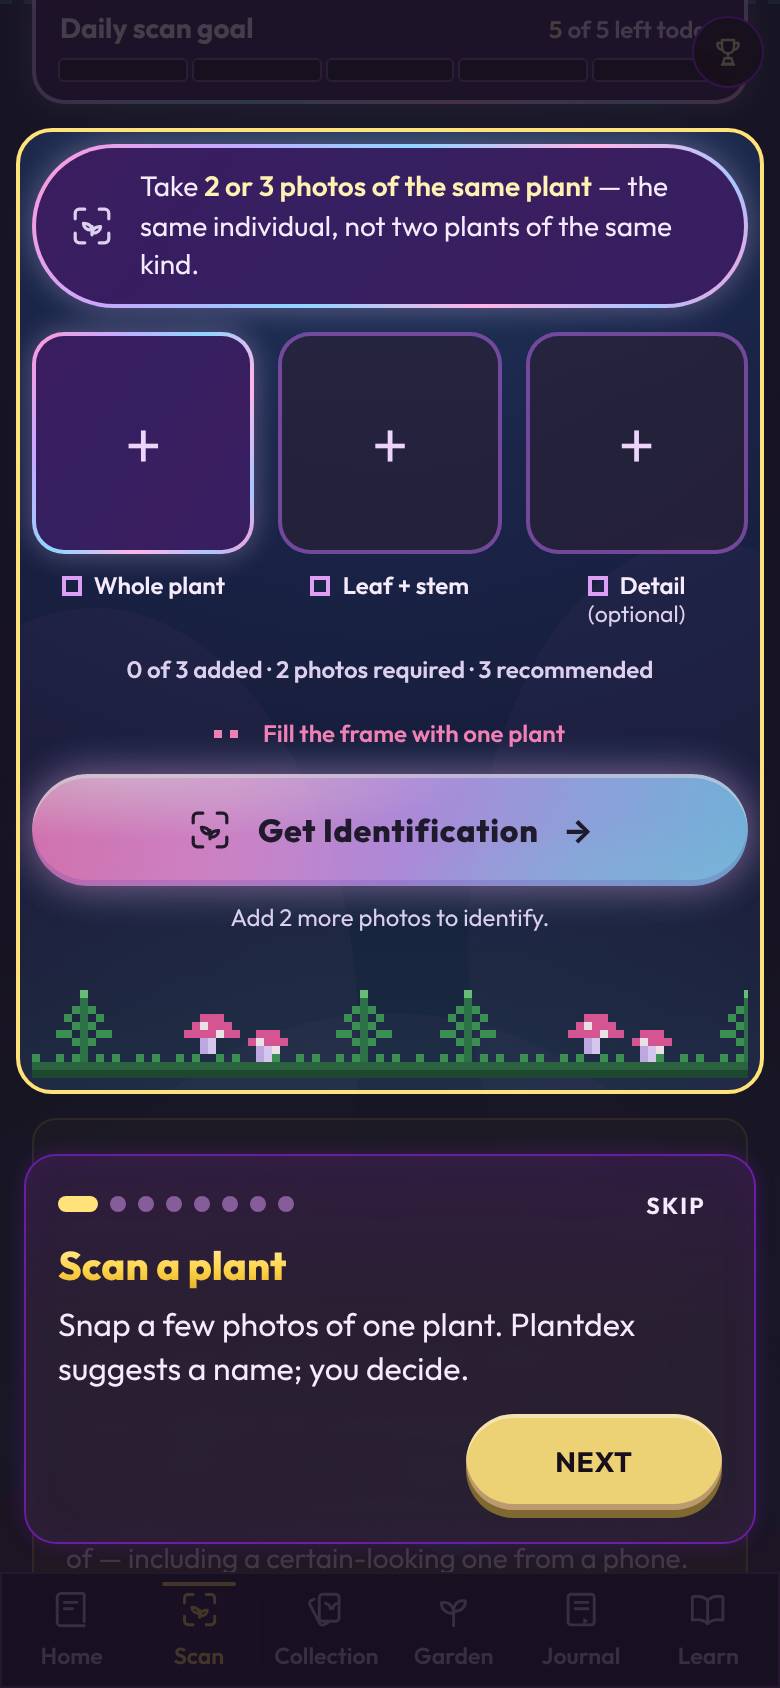 Daily scan goal
5 of 5 left today
Take 2 or 3 photos of the same plant — the
same individual, not two plants of the same
kind.
Whole plant
Leaf + stem
Detail
(optional)
0 of 3 added · 2 photos required · 3 recommended
Fill the frame with one plant
Get Identification →
Add 2 more photos to identify.
SKIP
Scan a plant
Snap a few photos of one plant. Plantdex
suggests a name; you decide.
NEXT
of — including a certain-looking one from a phone.
Home
Scan
Collection
Garden
Journal
Learn